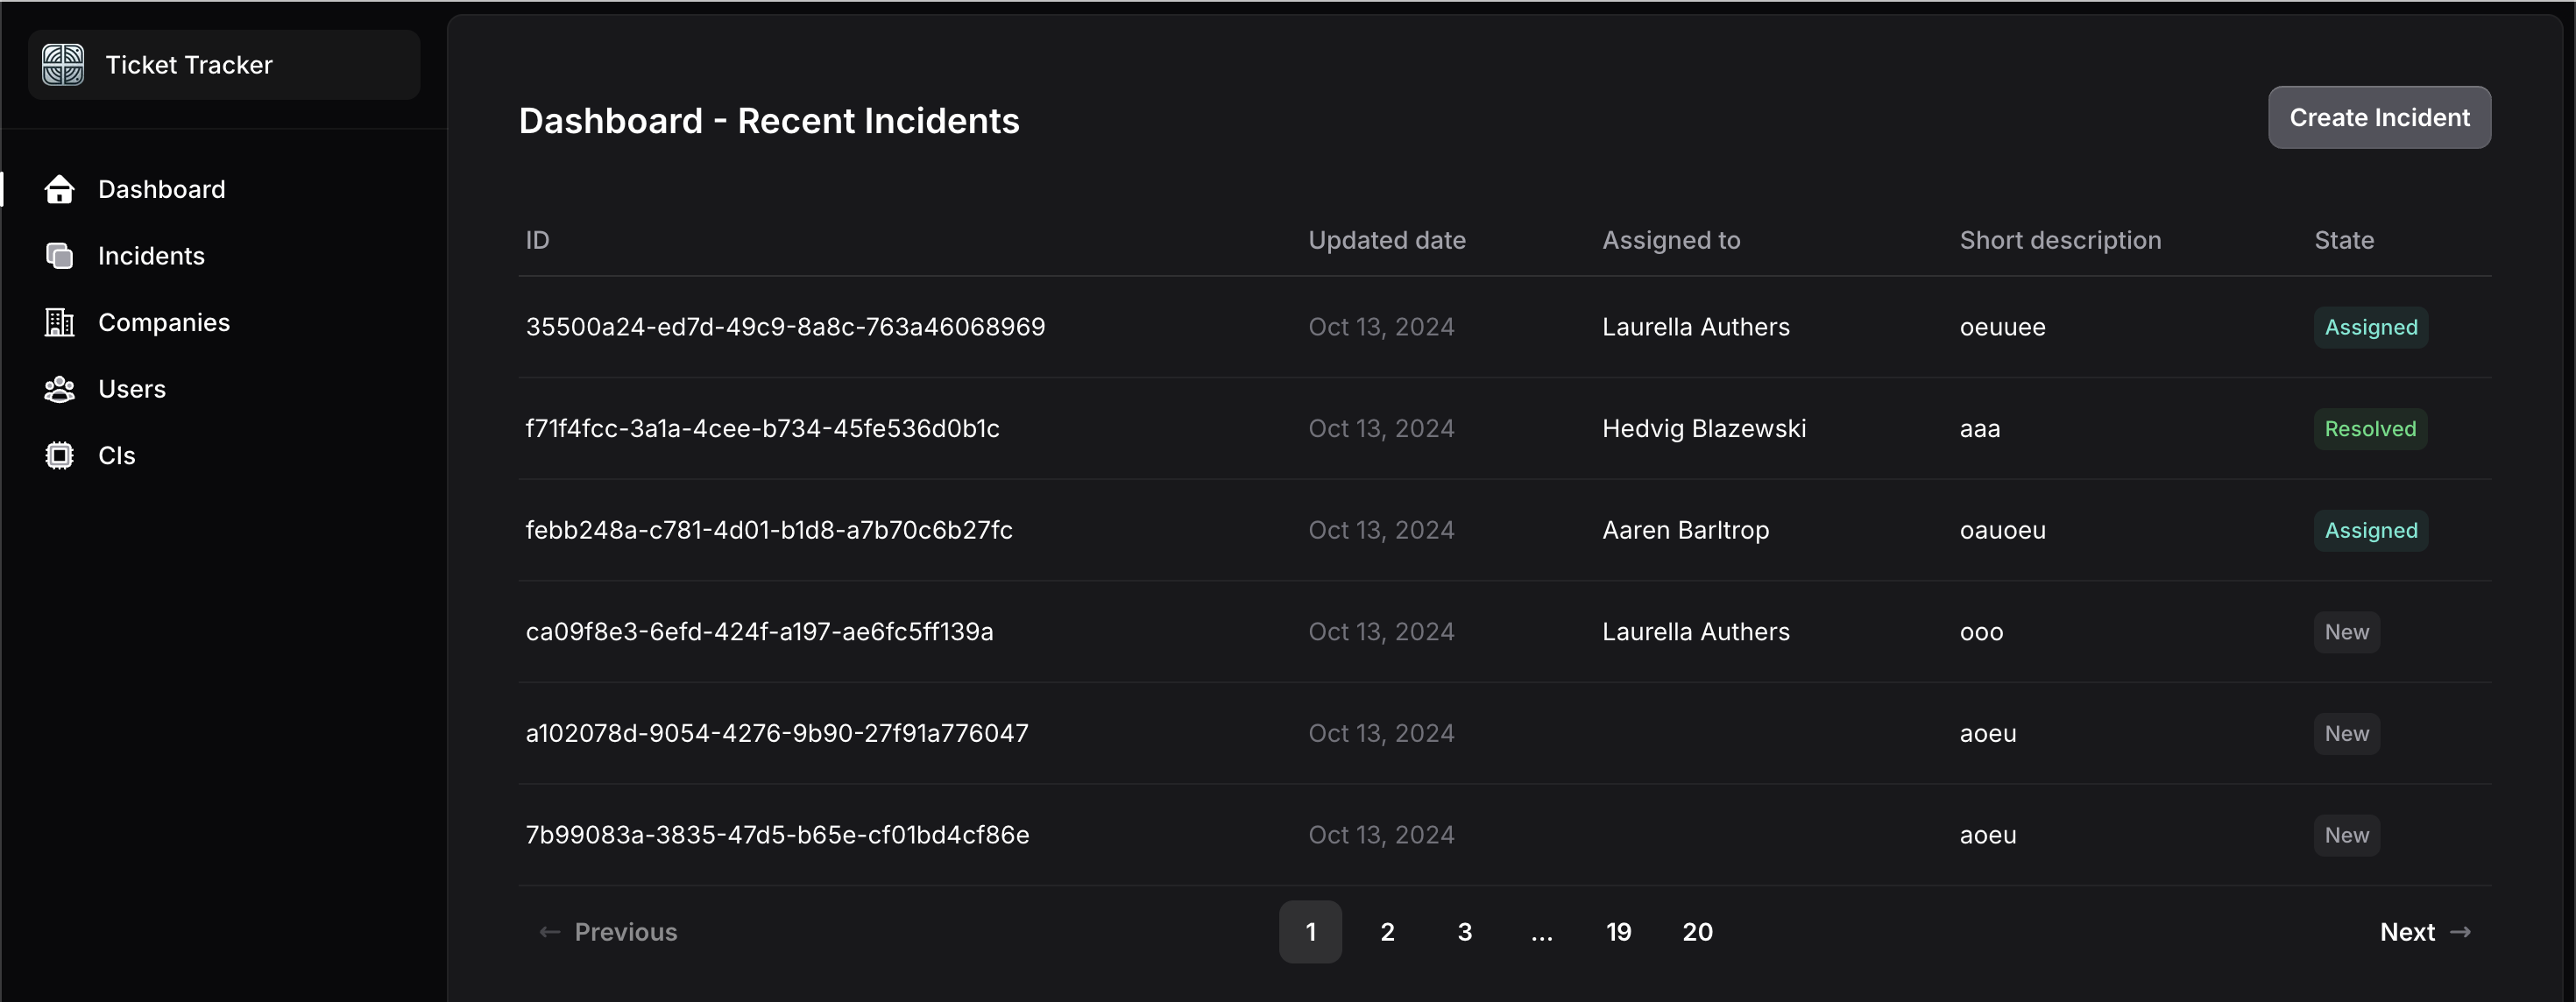 Ticket Tracker
Dashboard
Incidents
Companies
Users
CIs
Dashboard - Recent Incidents
Create Incident
ID Updated date Assigned to Short description State
35500a24-ed7d-49c9-8a8c-763a46068969 Oct 13, 2024 Laurella Authers oeuuee Assigned
f71f4fcc-3a1a-4cee-b734-45fe536d0b1c Oct 13, 2024 Hedvig Blazewski aaa Resolved
febb248a-c781-4d01-b1d8-a7b70c6b27fc Oct 13, 2024 Aaren Barltrop oauoeu Assigned
ca09f8e3-6efd-424f-a197-ae6fc5ff139a Oct 13, 2024 Laurella Authers ooo New
a102078d-9054-4276-9b90-27f91a776047 Oct 13, 2024 aoeu New
7b99083a-3835-47d5-b65e-cf01bd4cf86e Oct 13, 2024 aoeu New
← Previous 1 2 3 ... 19 20 Next →